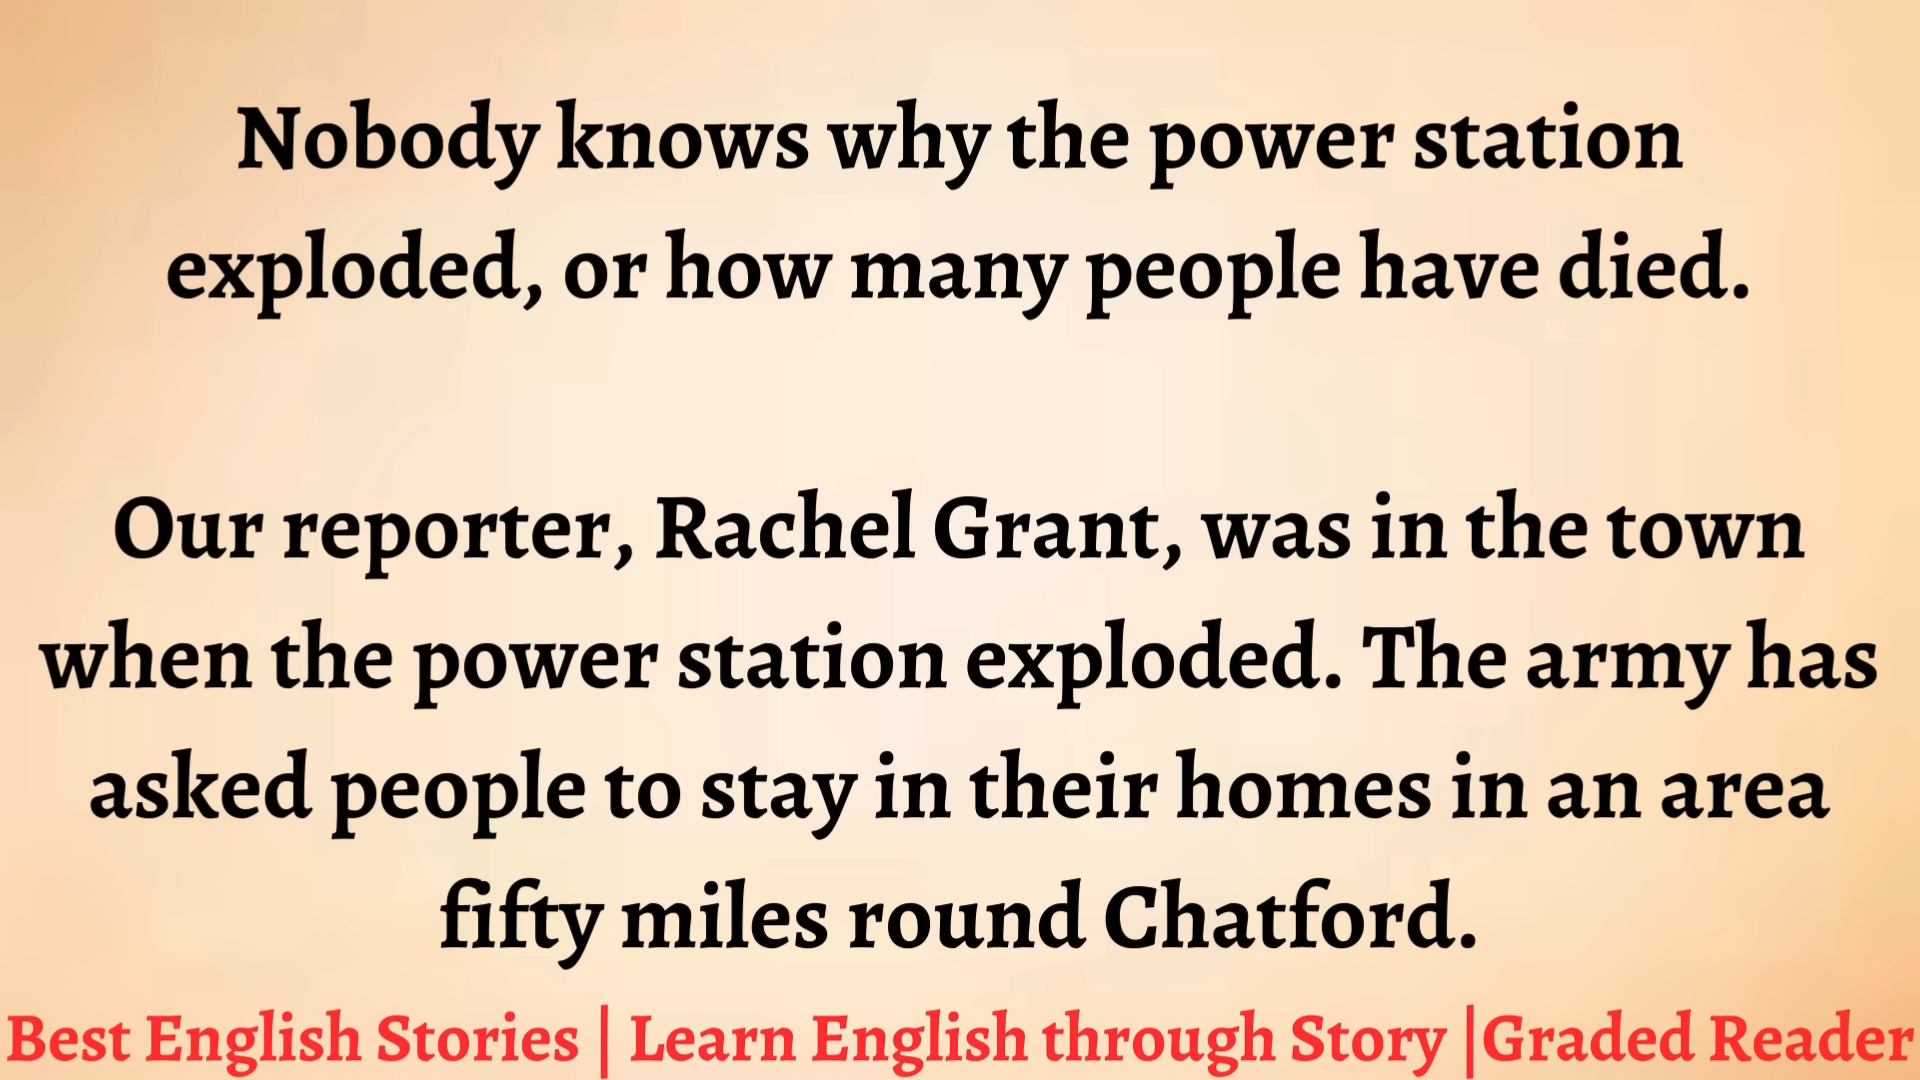 Nobody knows why the power station
exploded, or how many people have died.
Our reporter, Rachel Grant, was in the town
when the power station exploded. The army has
asked people to stay in their homes in an area
fifty miles round Chatford.
Best English Stories | Learn English through Story |Graded Reader